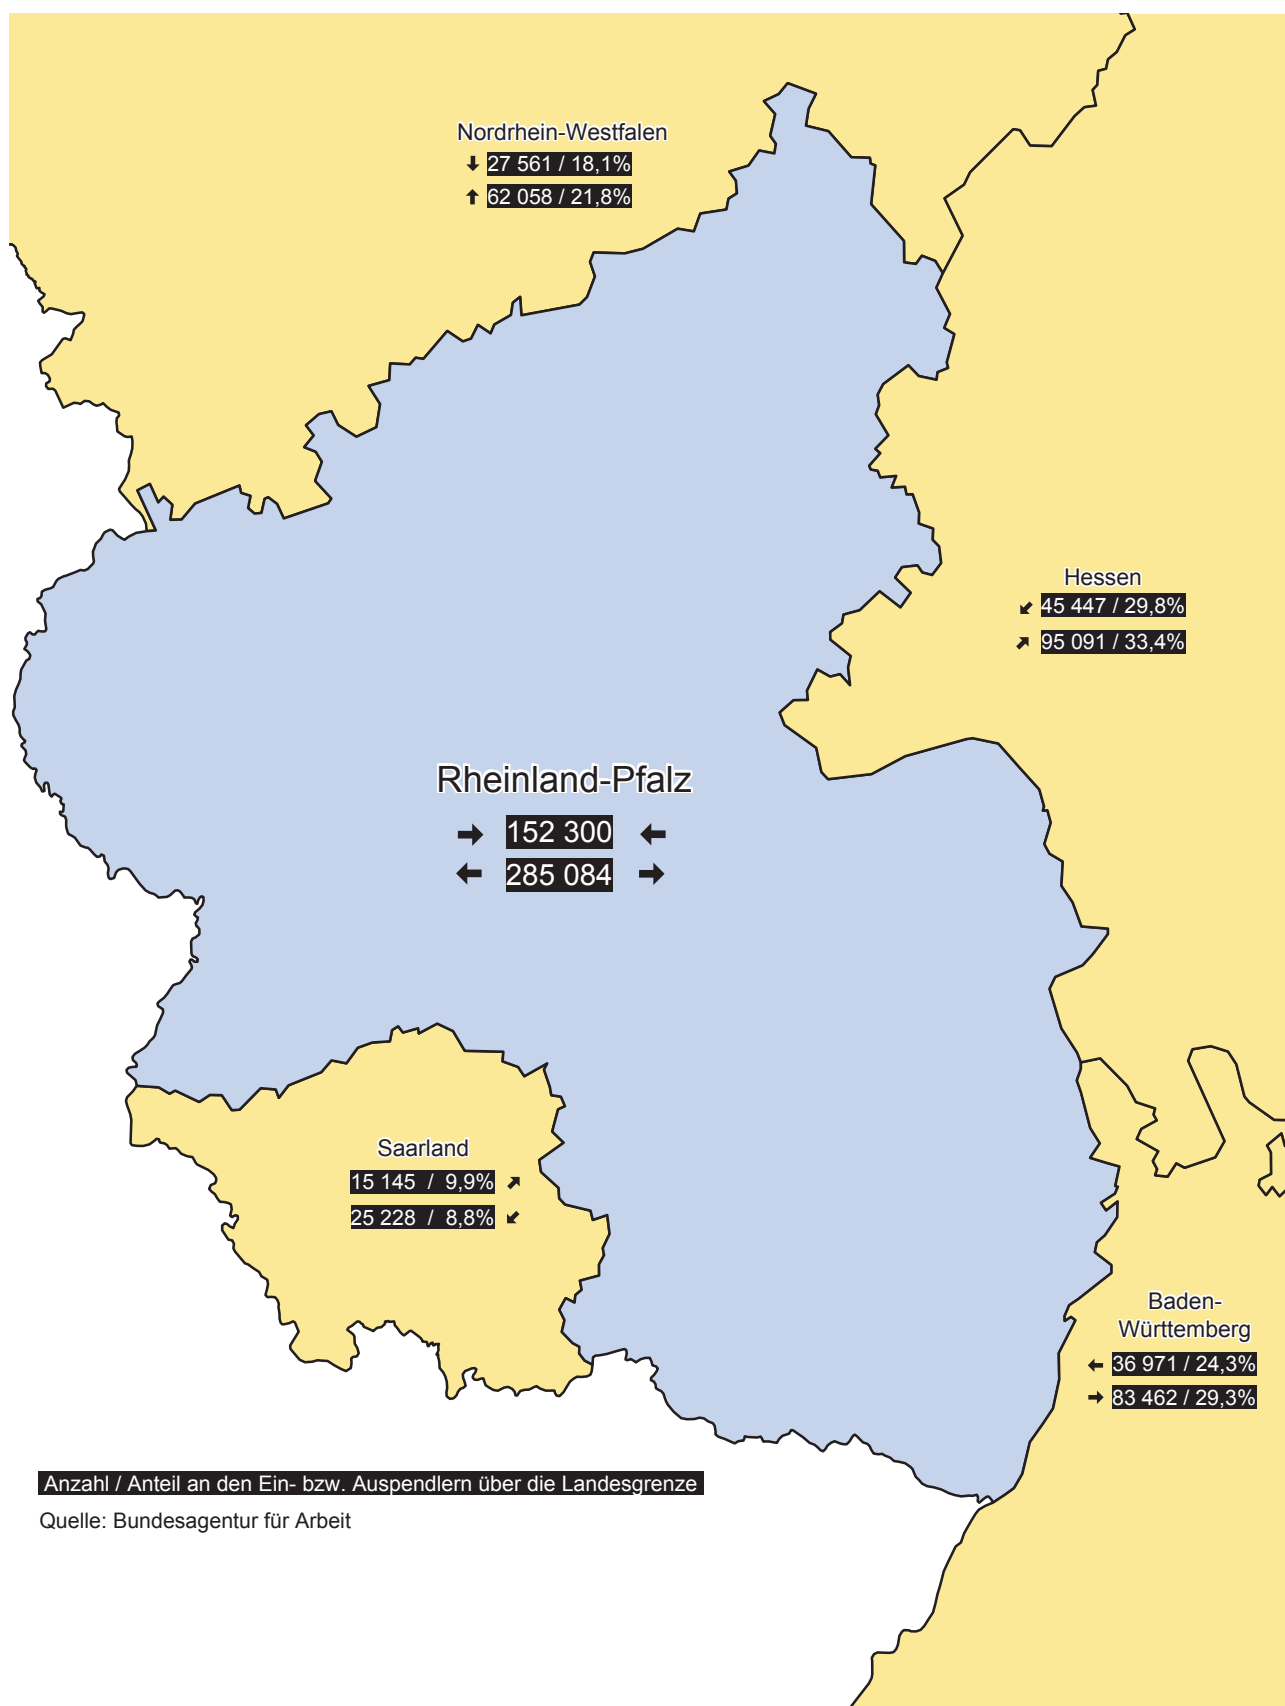 Nordrhein-Westfalen
27 561 / 18,1%
62 058 / 21,8%
Hessen
45 447 / 29,8%
95 091 / 33,4%
Rheinland-Pfalz
152 300
285 084
Saarland
15 145 / 9,9%
25 228 / 8,8%
Baden-
Württemberg
36 971 / 24,3%
83 462 / 29,3%
Anzahl / Anteil an den Ein- bzw. Auspendlern über die Landesgrenze
Quelle: Bundesagentur für Arbeit